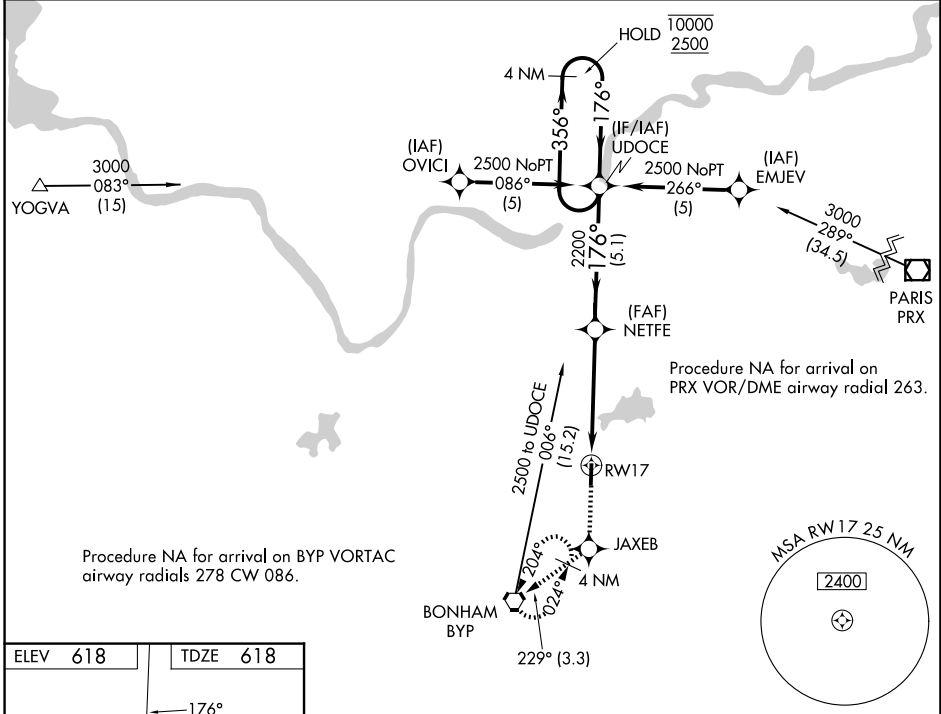 HOLD
10000
2500
4 NM
356°
176°
(IF/IAF)
UDOCE
(IAF)
OVICI
2500 NoPT
086°
(5)
2500 NoPT
266°
(5)
(IAF)
EMJEV
3000
083°
(15)
YOGVA
3000
289°
(34.5)
PARIS
PRX
2200
176°
(5.1)
(FAF)
NETFE
Procedure NA for arrival on
PRX VOR/DME airway radial 263.
2500 to UDOCE
006°
(15.2)
RW17
JAXEB
204°
024°
4 NM
BONHAM
BYP
229° (3.3)
Procedure NA for arrival on BYP VORTAC
airway radials 278 CW 086.
MSA RW17 25 NM
2400
ELEV 618
TDZE 618
176°